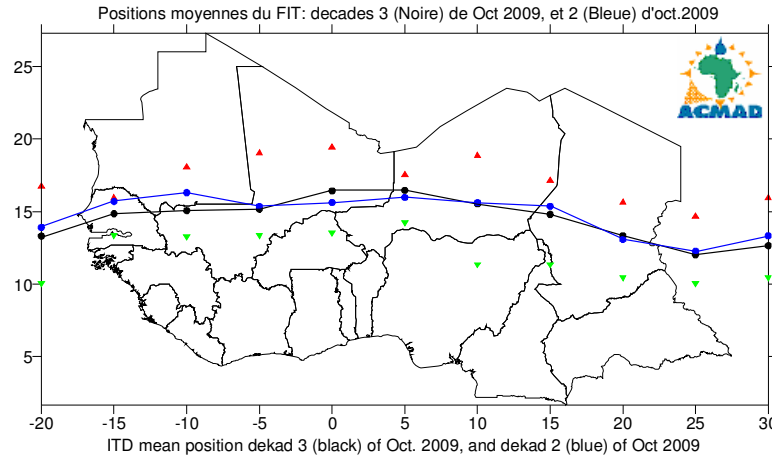 Positions moyennes du FIT: decades 3 (Noire) de Oct 2009, et 2 (Bleue) d'oct.2009
25
20
15
10
5
ACMAD
-20 -15 -10 -5 0 5 10 15 20 25 30
ITD mean position dekad 3 (black) of Oct. 2009, and dekad 2 (blue) of Oct 2009